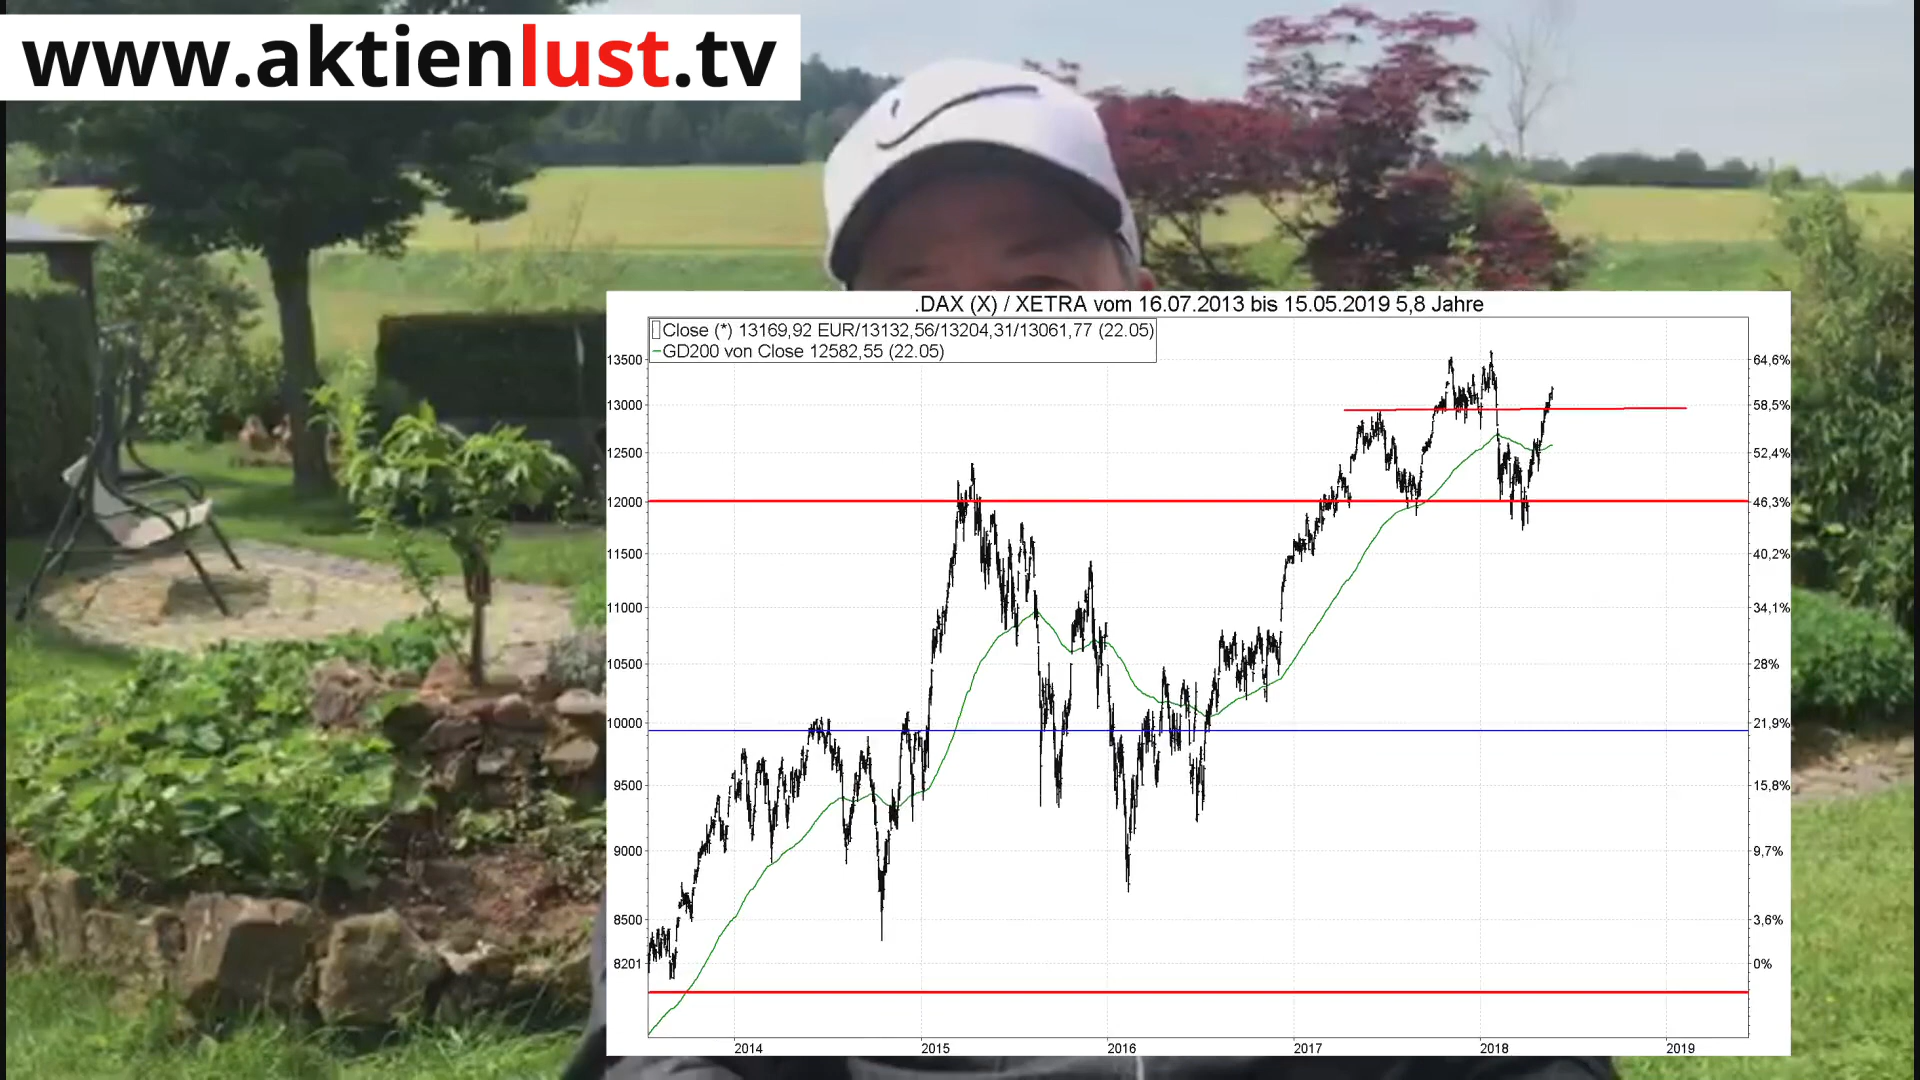 www.aktienlust.tv
.DAX (X) / XETRA vom 16.07.2013 bis 15.05.2019 5,8 Jahre
Close (*) 13169,92 EUR/13132,56/13204,31/13061,77 (22.05)
GD200 von Close 12582,55 (22.05)
13500 64,6%
13000 58,5%
12500 52,4%
12000 46,3%
11500 40,2%
11000 34,1%
10500 28%
10000 21,9%
9500 15,8%
9000 9,7%
8500 3,6%
8201 0%
2014 2015 2016 2017 2018 2019